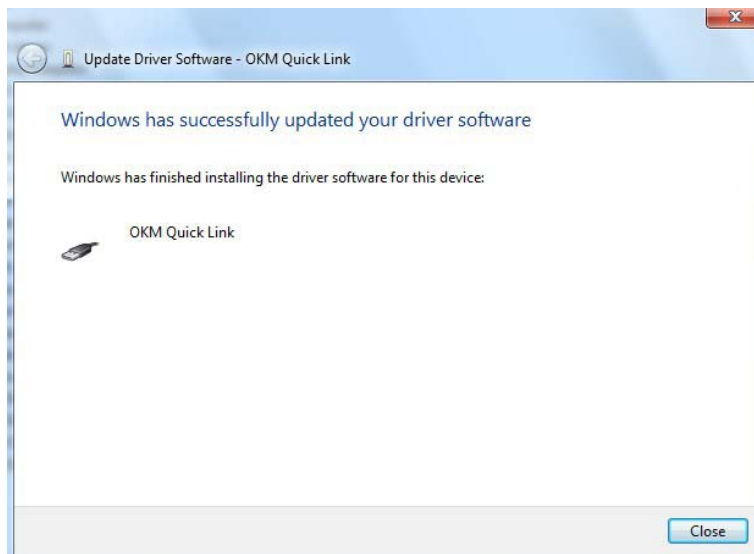 Update Driver Software - OKM Quick Link
Windows has successfully updated your driver software
Windows has finished installing the driver software for this device:
OKM Quick Link
Close